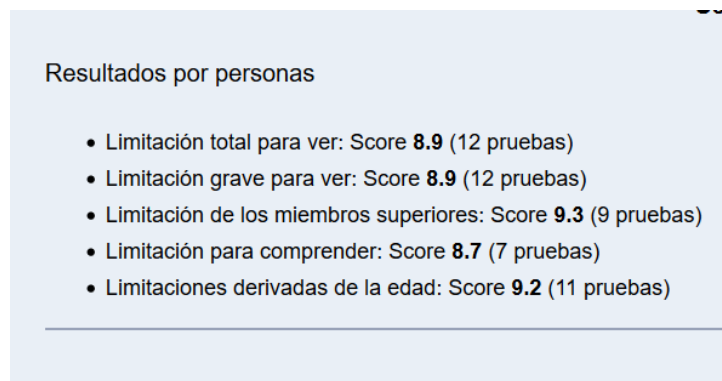 Resultados por personas
• Limitación total para ver: Score 8.9 (12 pruebas)
• Limitación grave para ver: Score 8.9 (12 pruebas)
• Limitación de los miembros superiores: Score 9.3 (9 pruebas)
• Limitación para comprender: Score 8.7 (7 pruebas)
• Limitaciones derivadas de la edad: Score 9.2 (11 pruebas)